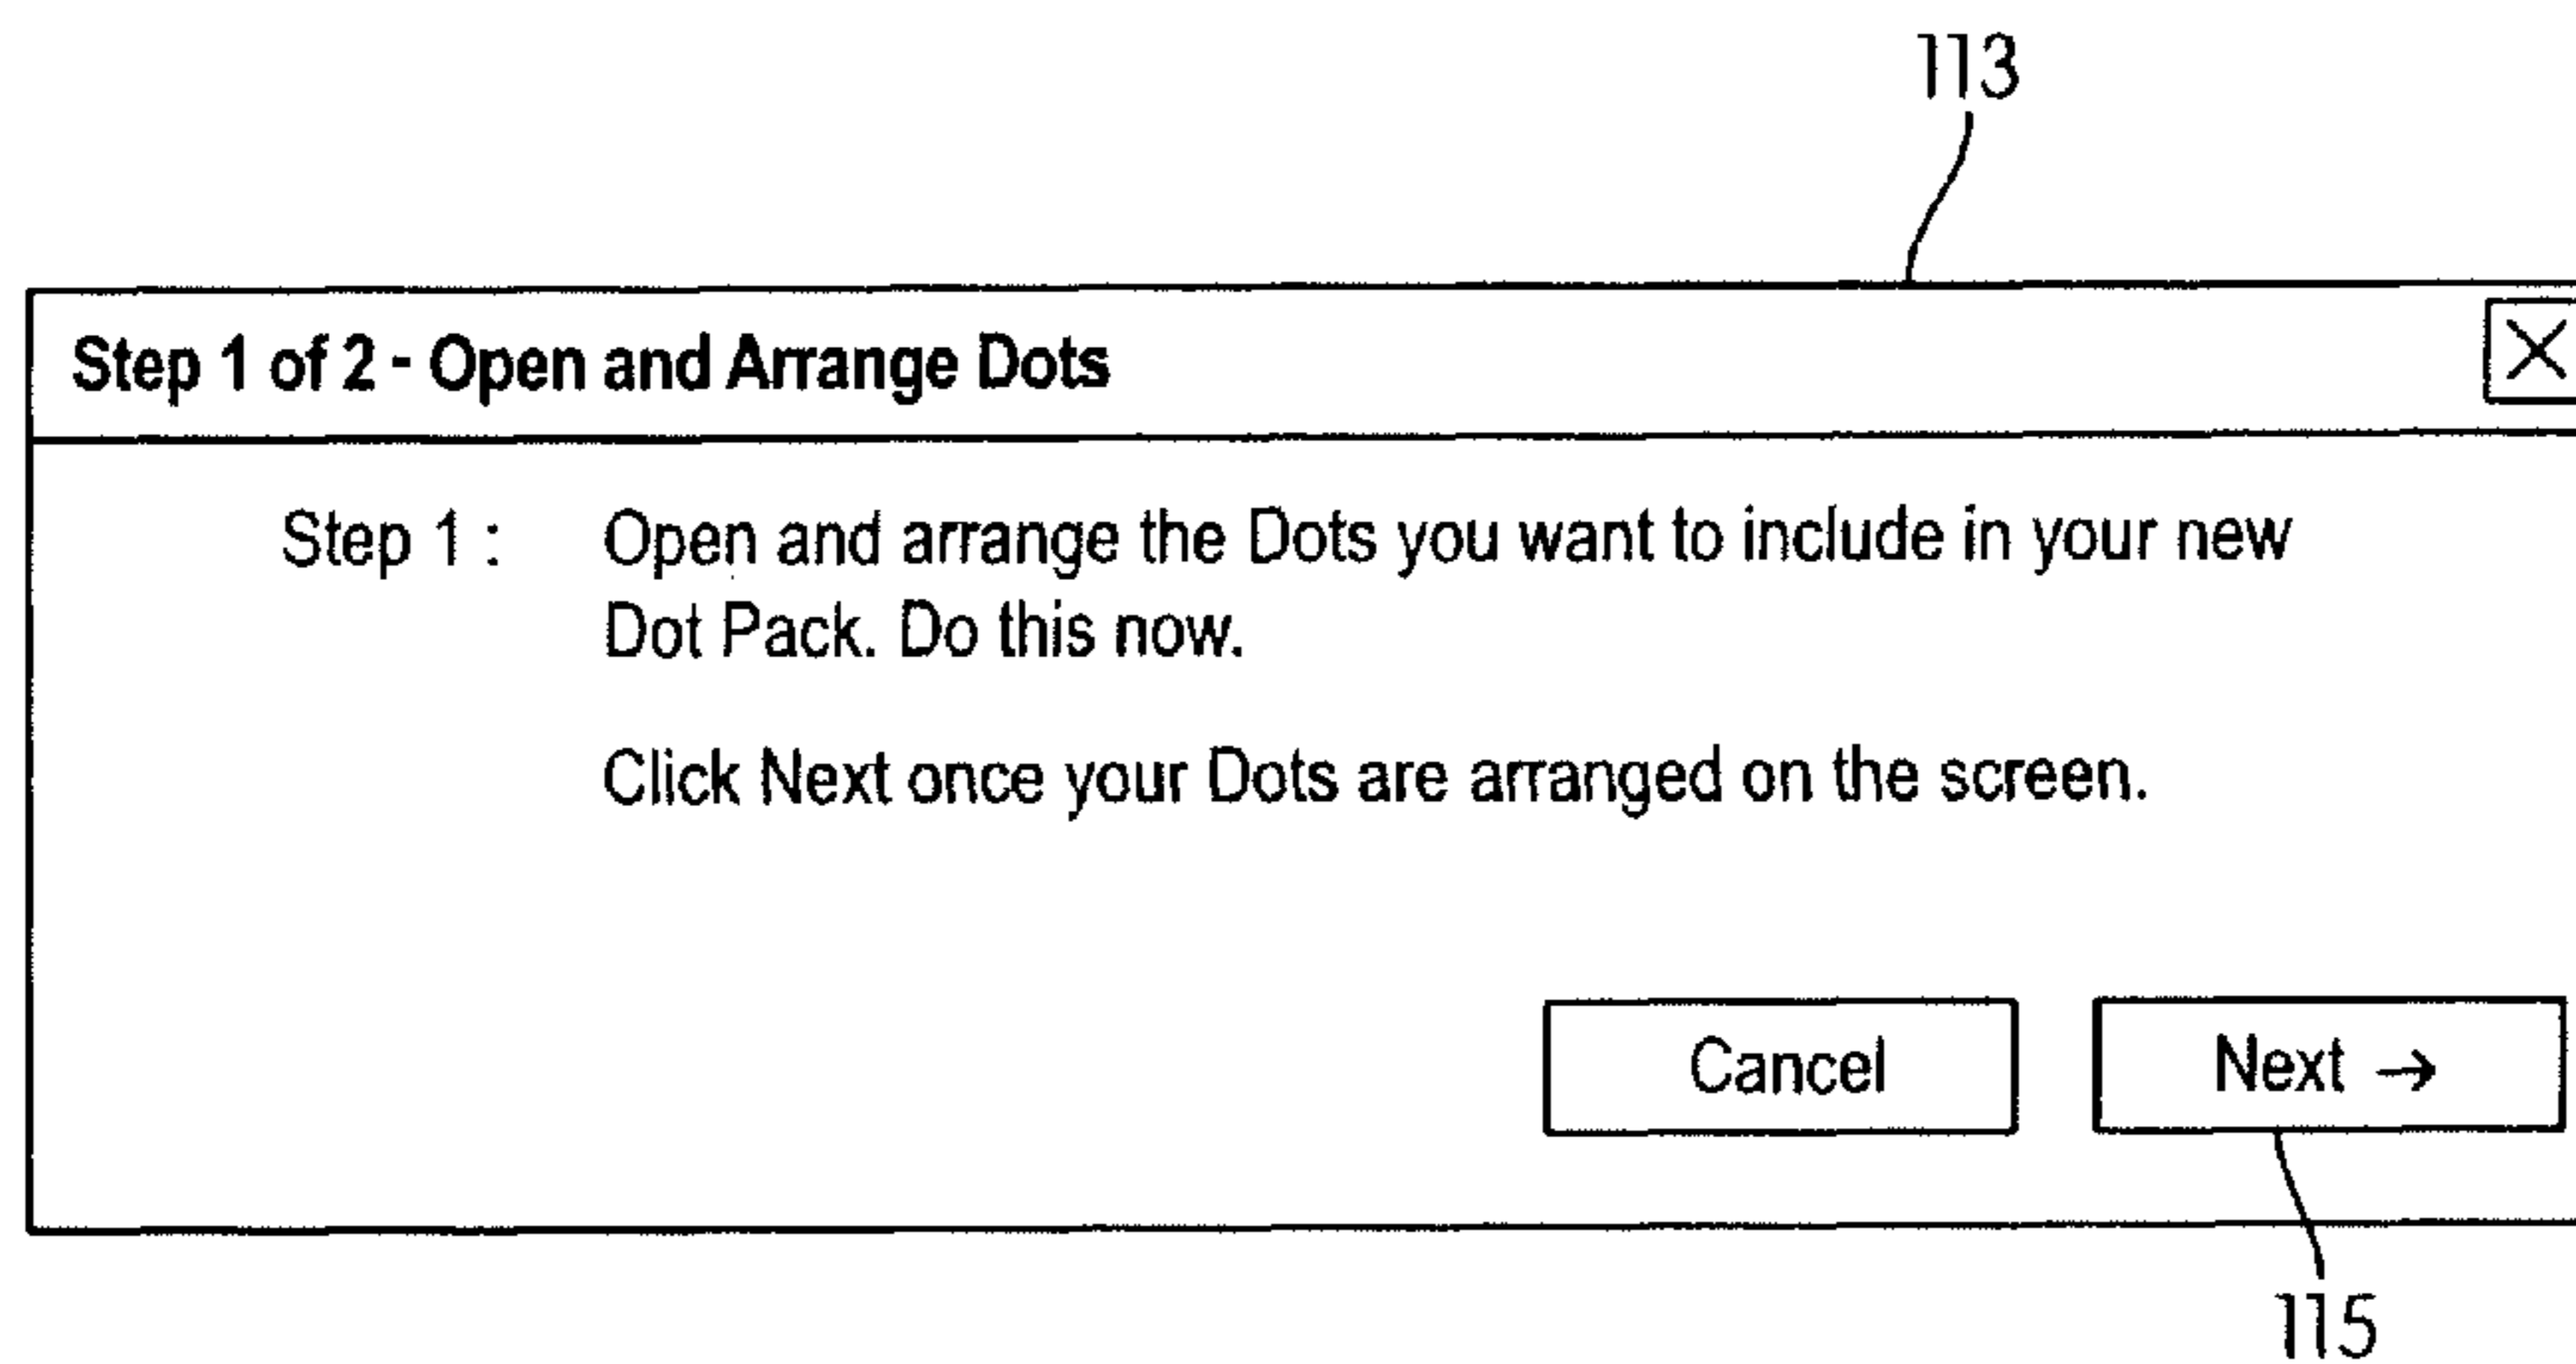 113
Step 1 of 2 - Open and Arrange Dots
Step 1 : Open and arrange the Dots you want to include in your new
Dot Pack. Do this now.
Click Next once your Dots are arranged on the screen.
Cancel Next →
115